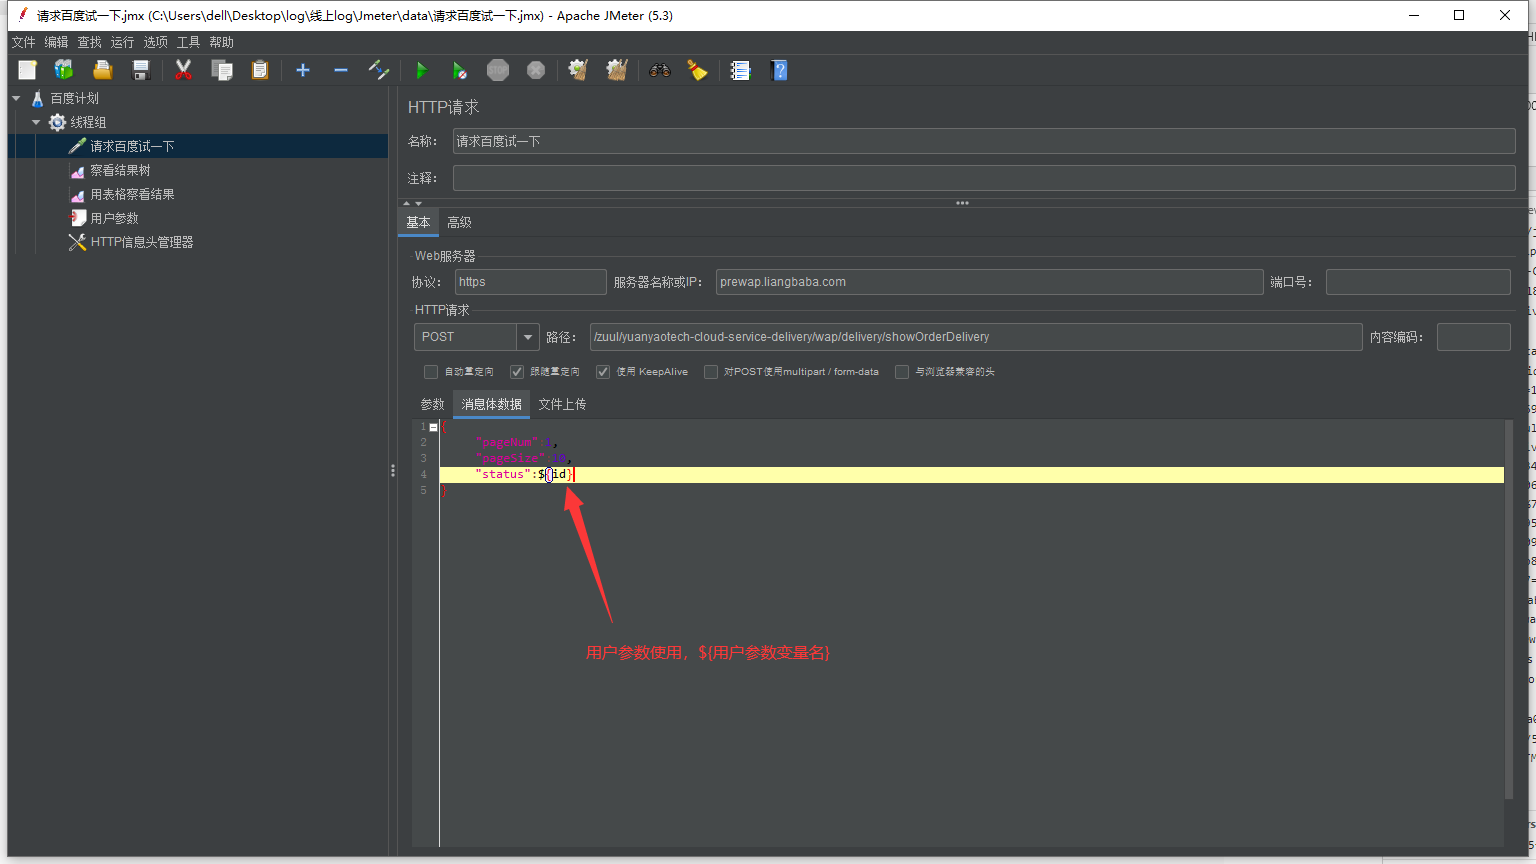 请求百度试一下.jmx (C:\Users\dell\Desktop\log\线上log\Jmeter\data\请求百度试一下.jmx) - Apache JMeter (5.3)
文件 编辑 查找 运行 选项 工具 帮助
STOP
百度计划
线程组
请求百度试一下
察看结果树
用表格察看结果
用户参数
HTTP信息头管理器
HTTP请求
名称： 请求百度试一下
注释：
基本 高级
Web服务器
协议： https 服务器名称或IP： prewap.liangbaba.com 端口号：
HTTP请求
POST 路径： /zuul/yuanyaotech-cloud-service-delivery/wap/delivery/showOrderDelivery 内容编码：
自动重定向 跟随重定向 使用 KeepAlive 对POST使用multipart / form-data 与浏览器兼容的头
参数 消息体数据 文件上传
1 {
2 "pageNum":1,
3 "pageSize":10,
4 "status":${id}
5 }
用户参数使用，${用户参数变量名}